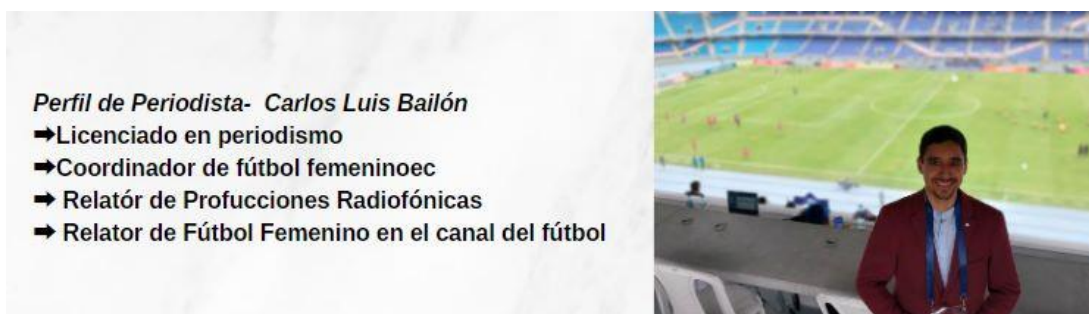 Perfil de Periodista-  Carlos Luis Bailón
➡Licenciado en periodismo
➡Coordinador de fútbol femeninoec
➡ Relatór de Profucciones Radiofónicas
➡ Relator de Fútbol Femenino en el canal del fútbol